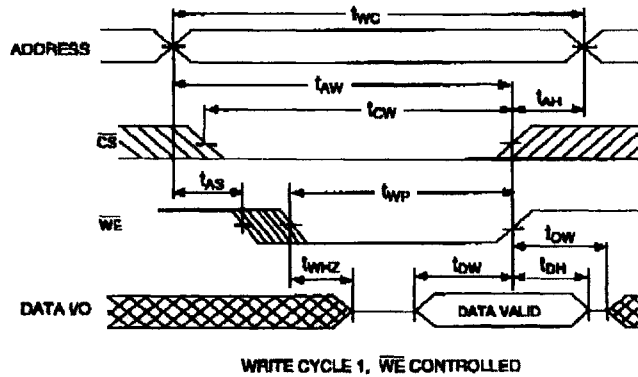 tWC
ADDRESS
tAW
tCW
tAH
CS
tAS
tWP
WE
tOW
tWHZ
tDW
tDH
DATA I/O
DATA VALID
WRITE CYCLE 1, WE CONTROLLED